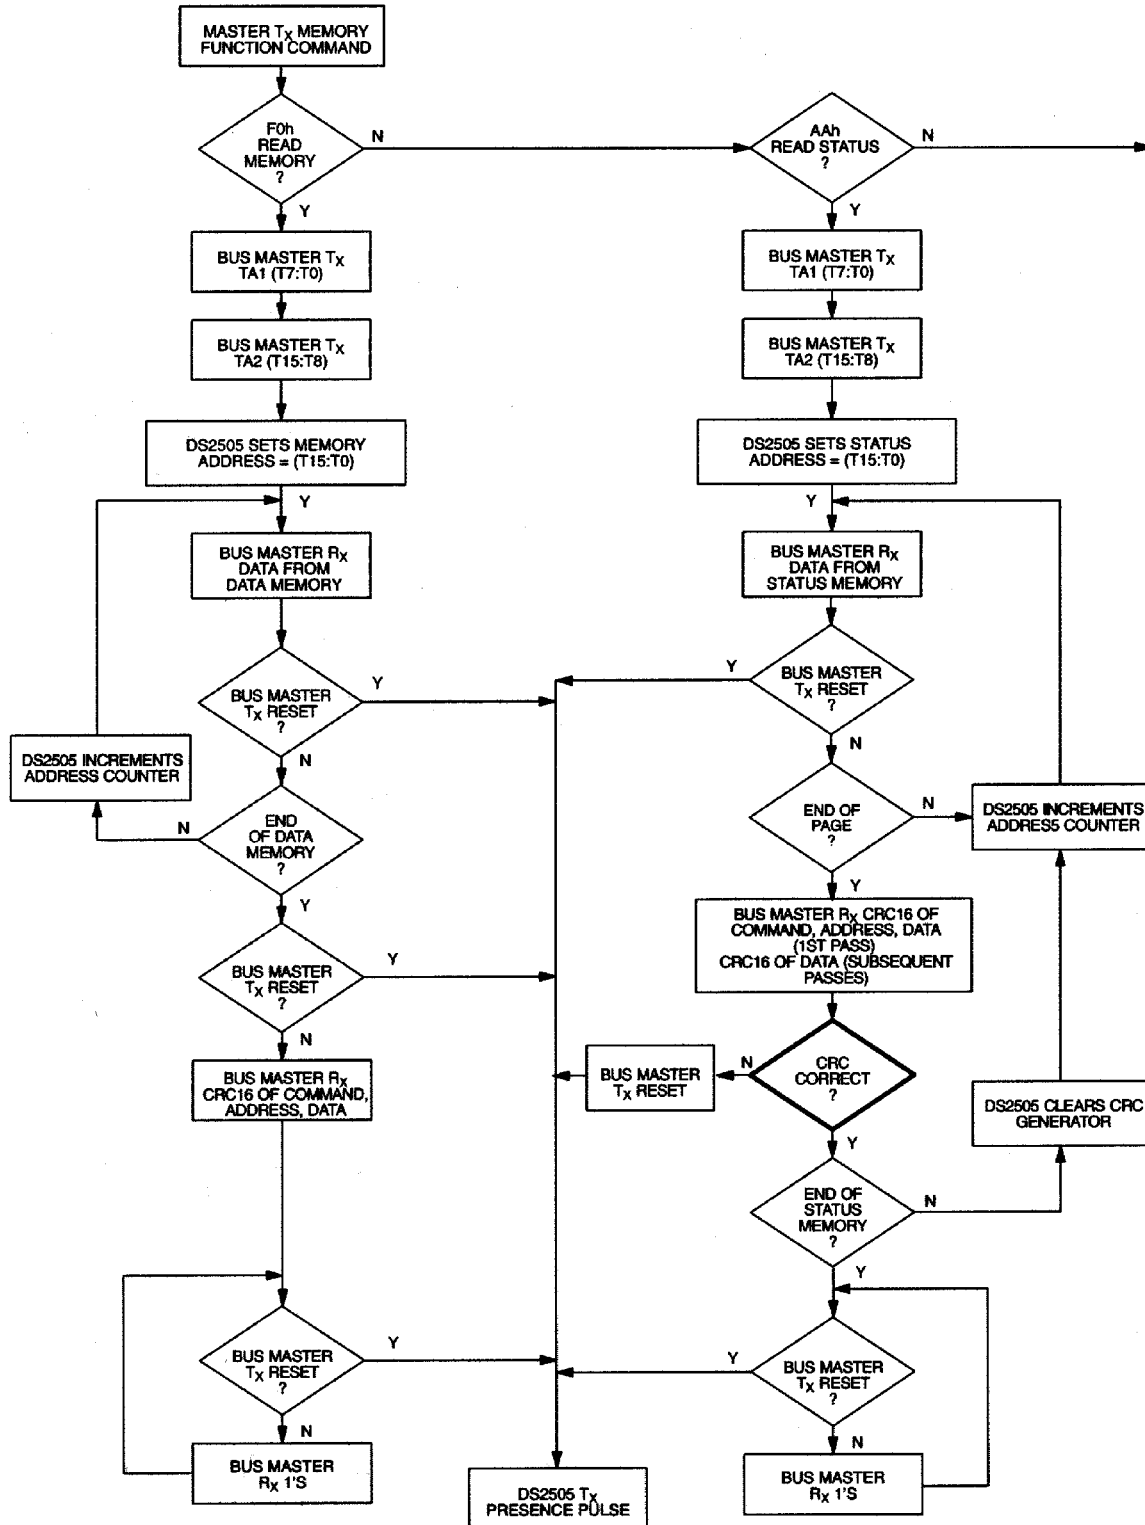 MASTER TX MEMORY
FUNCTION COMMAND
F0h
READ
MEMORY
?
N
Y
AAh
READ STATUS
?
N
Y
BUS MASTER TX
TA1 (T7:T0)
BUS MASTER TX
TA1 (T7:T0)
BUS MASTER TX
TA2 (T15:T8)
BUS MASTER TX
TA2 (T15:T8)
DS2505 SETS MEMORY
ADDRESS = (T15:T0)
DS2505 SETS STATUS
ADDRESS = (T15:T0)
Y
Y
BUS MASTER RX
DATA FROM
DATA MEMORY
BUS MASTER RX
DATA FROM
STATUS MEMORY
BUS MASTER
TX RESET
?
Y
N
Y
BUS MASTER
TX RESET
?
N
DS2505 INCREMENTS
ADDRESS COUNTER
N
END
OF DATA
MEMORY
?
Y
END OF
PAGE
?
N
Y
DS2505 INCREMENTS
ADDRES5 COUNTER
BUS MASTER RX CRC16 OF
COMMAND, ADDRESS, DATA
(1ST PASS)
CRC16 OF DATA (SUBSEQUENT
PASSES)
BUS MASTER
TX RESET
?
Y
N
BUS MASTER RX
CRC16 OF COMMAND,
ADDRESS, DATA
BUS MASTER
TX RESET
N
CRC
CORRECT
?
Y
DS2505 CLEARS CRC
GENERATOR
END OF
STATUS
MEMORY
?
N
Y
BUS MASTER
TX RESET
?
Y
N
Y
BUS MASTER
TX RESET
?
N
BUS MASTER
RX 1'S
DS2505 TX
PRESENCE PULSE
BUS MASTER
RX 1'S